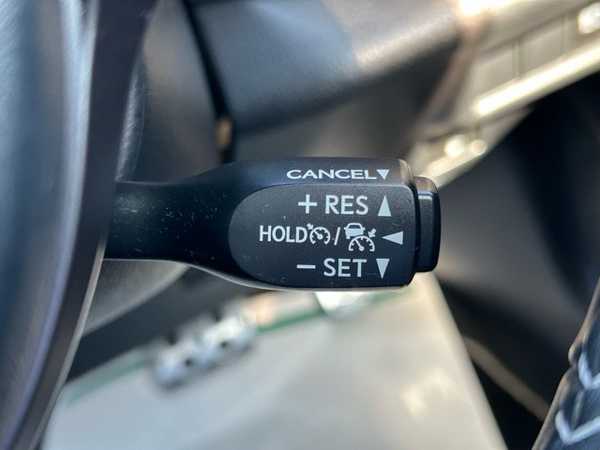 CANCEL▼
+ RES ▲
HOLD / ◀
− SET ▼